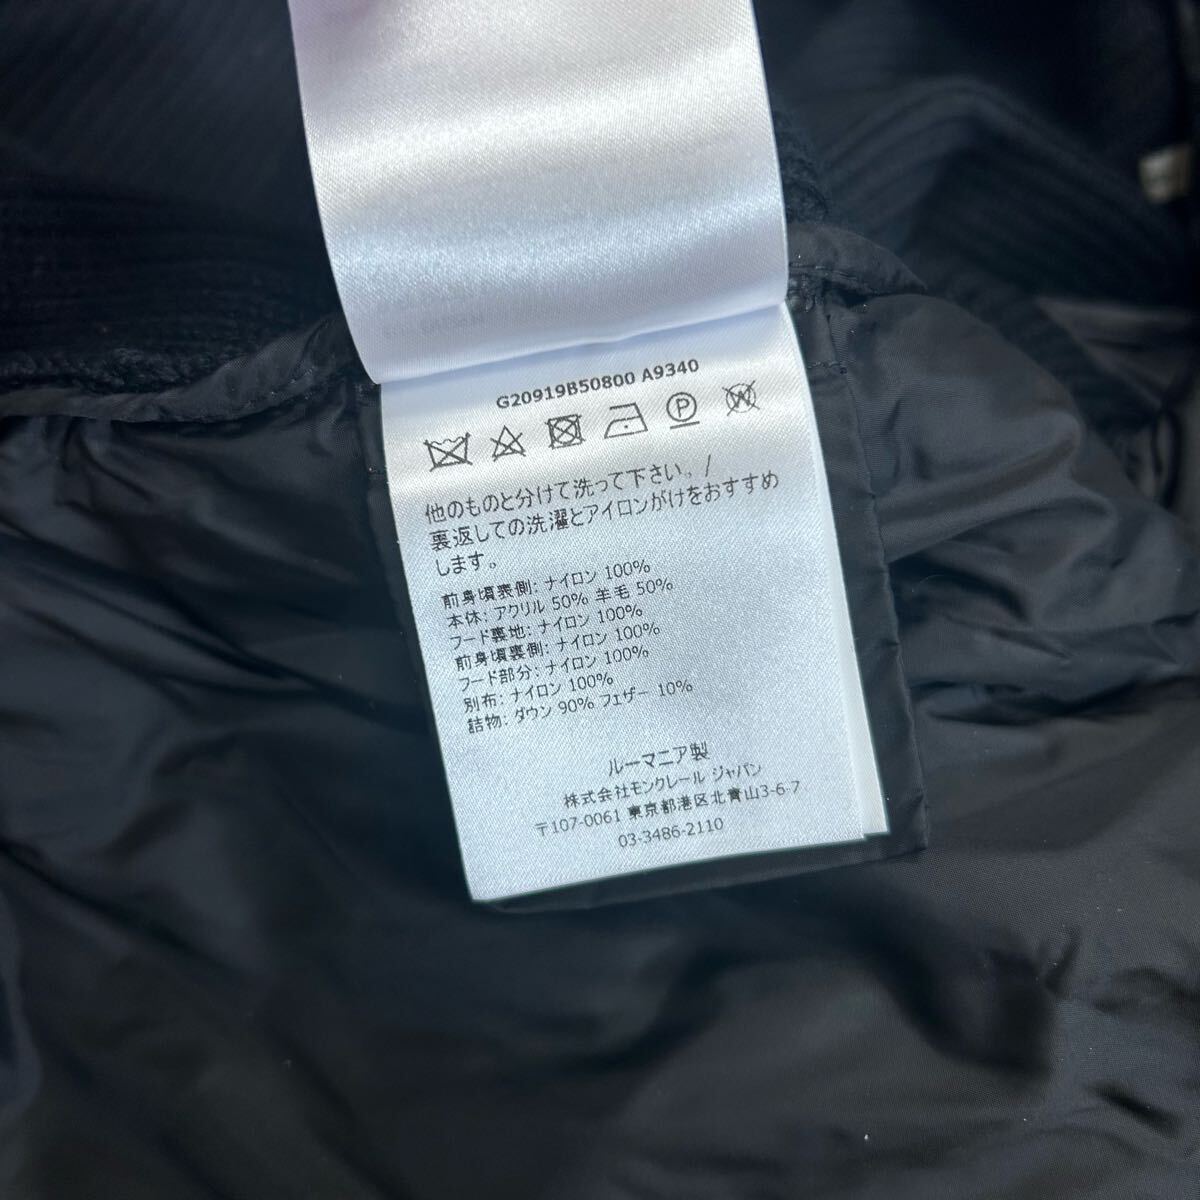 G20919B50800 A9340
他のものと分けて洗って下さい。/
裏返しての洗濯とアイロンがけをおすすめ
します。
前身頃表側: ナイロン 100%
本体: アクリル 50% 羊毛 50%
フード裏地: ナイロン 100%
前身頃裏側: ナイロン 100%
フード部分: ナイロン 100%
別布: ナイロン 100%
詰物: ダウン 90% フェザー 10%
ルーマニア製
株式会社モンクレール ジャパン
〒107-0061 東京都港区北青山3-6-7
03-3486-2110